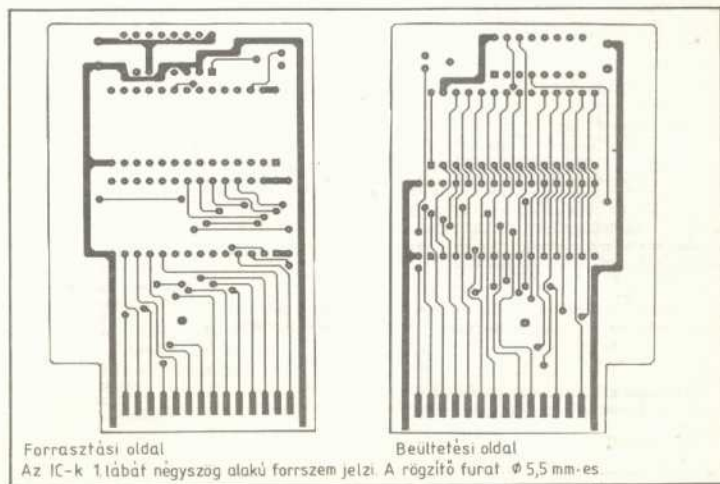 Forrasztási oldal
Beültetési oldal
Az IC-k 1. lábát négyszög alakú forrszem jelzi. A rögzítő furat Φ 5,5 mm-es.